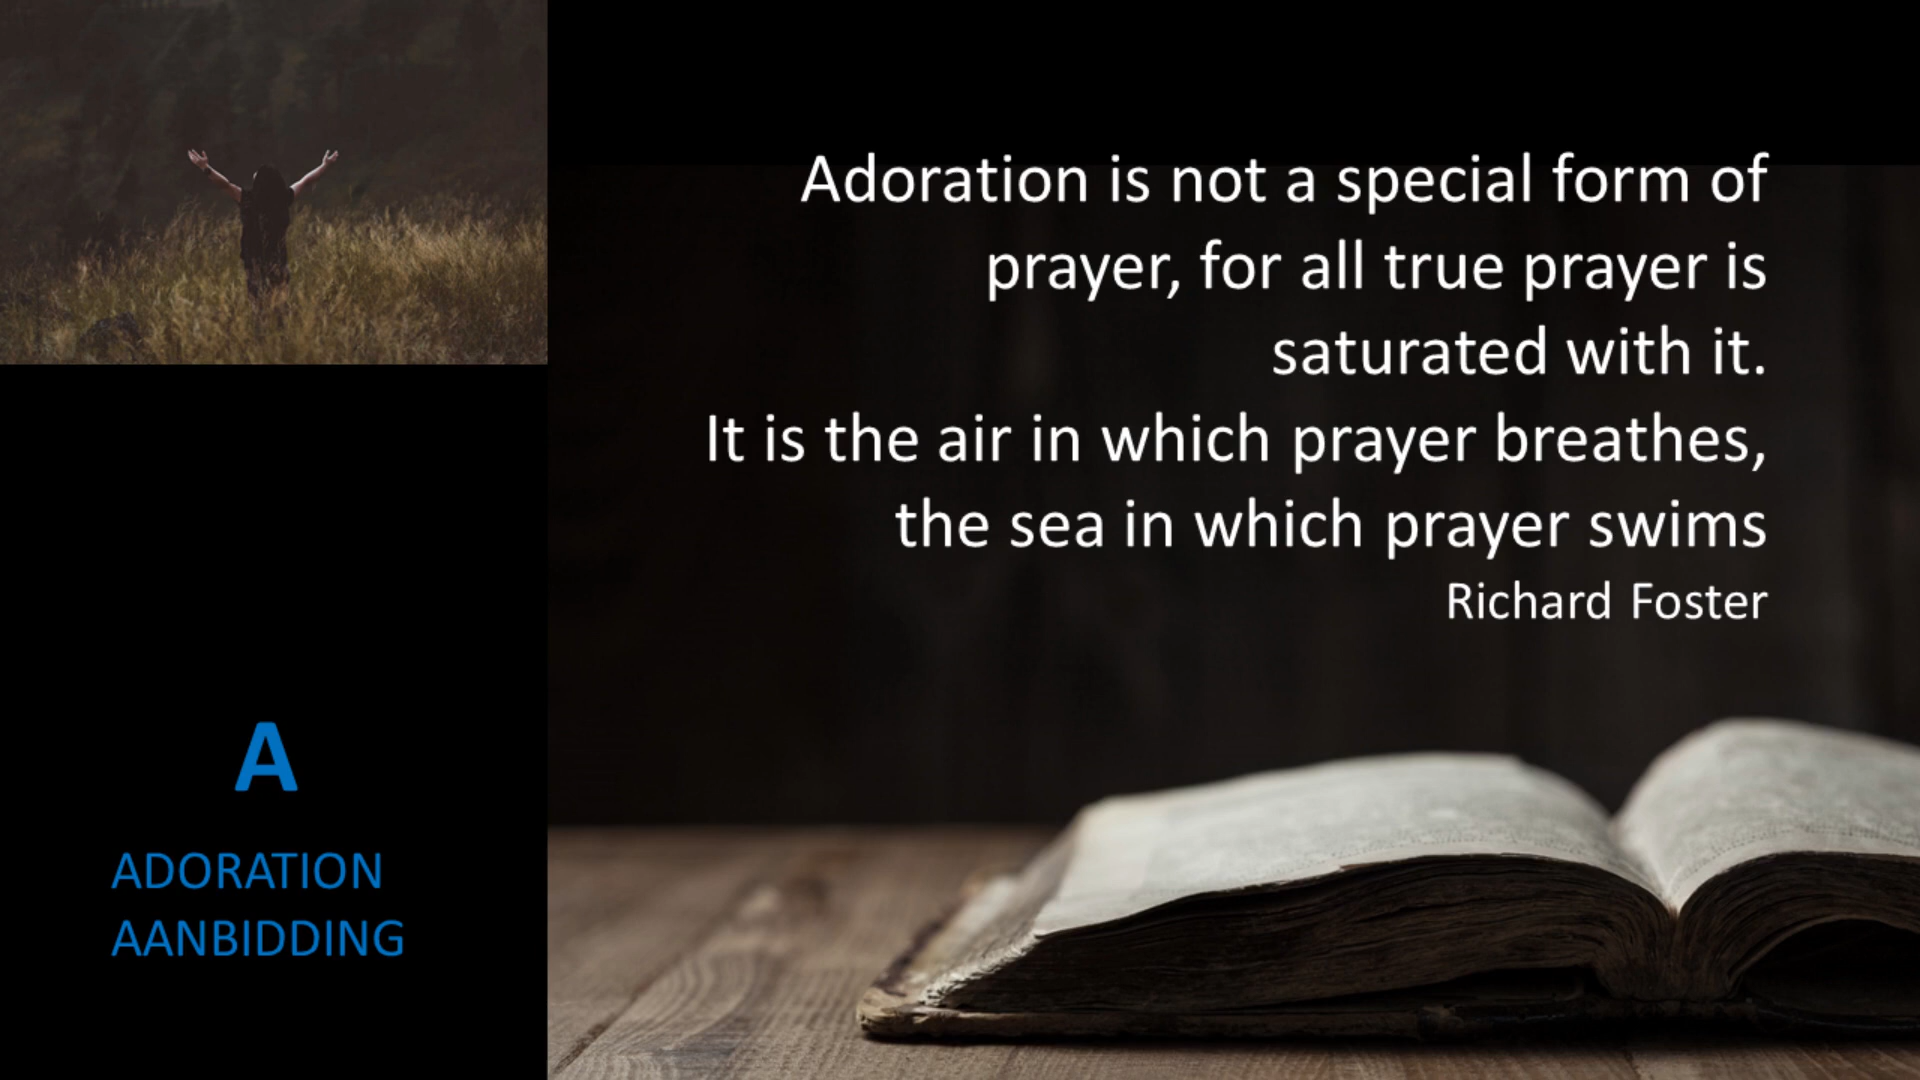 Adoration is not a special form of
prayer, for all true prayer is
saturated with it.
It is the air in which prayer breathes,
the sea in which prayer swims
Richard Foster
A
ADORATION
AANBIDDING